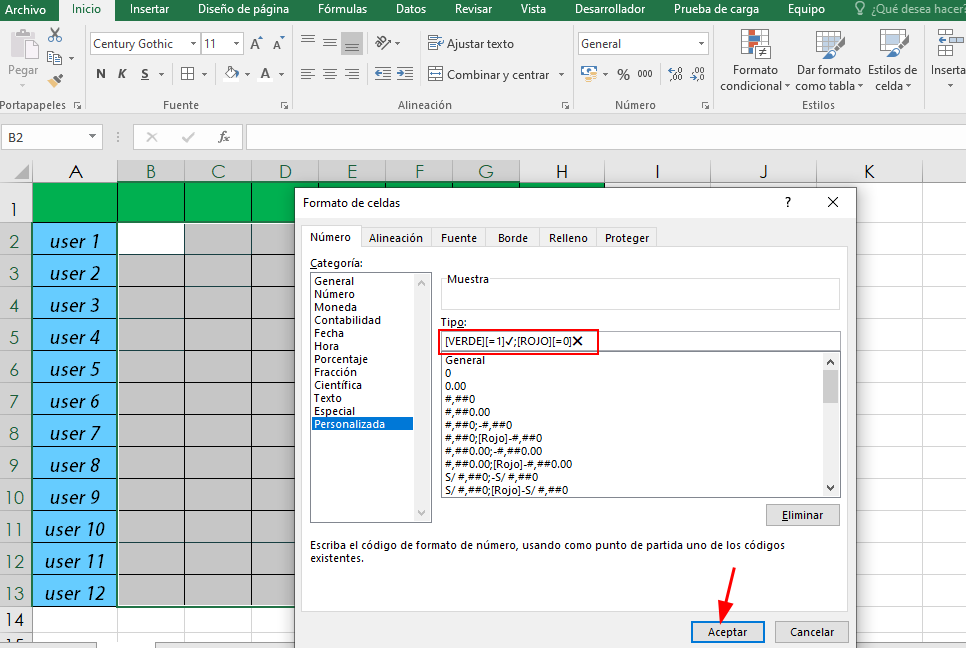 Archivo Inicio Insertar Diseño de página Fórmulas Datos Revisar Vista Desarrollador Prueba de carga Equipo ¿Qué desea hacer?
Century Gothic 11 Ajustar texto General
Pegar N K S A Combinar y centrar % 000 Formato condicional Dar formato como tabla Estilos de celda Inserta
Portapapeles Fuente Alineación Número Estilos
B2 fx
A B C D E F G H I J K
1
2 user 1
3 user 2
4 user 3
5 user 4
6 user 5
7 user 6
8 user 7
9 user 8
10 user 9
11 user 10
12 user 11
13 user 12
14
15
Formato de celdas ?
Número Alineación Fuente Borde Relleno Proteger
Categoría:
General
Número
Moneda
Contabilidad
Fecha
Hora
Porcentaje
Fracción
Científica
Texto
Especial
Personalizada
Muestra
Tipo:
[VERDE][=1]✓;[ROJO][=0]✕
General
0
0.00
#,##0
#,##0.00
#,##0;-#,##0
#,##0;[Rojo]-#,##0
#,##0.00;-#,##0.00
#,##0.00;[Rojo]-#,##0.00
S/ #,##0;-S/ #,##0
S/ #,##0;[Rojo]-S/ #,##0
Eliminar
Escriba el código de formato de número, usando como punto de partida uno de los códigos
existentes.
Aceptar Cancelar